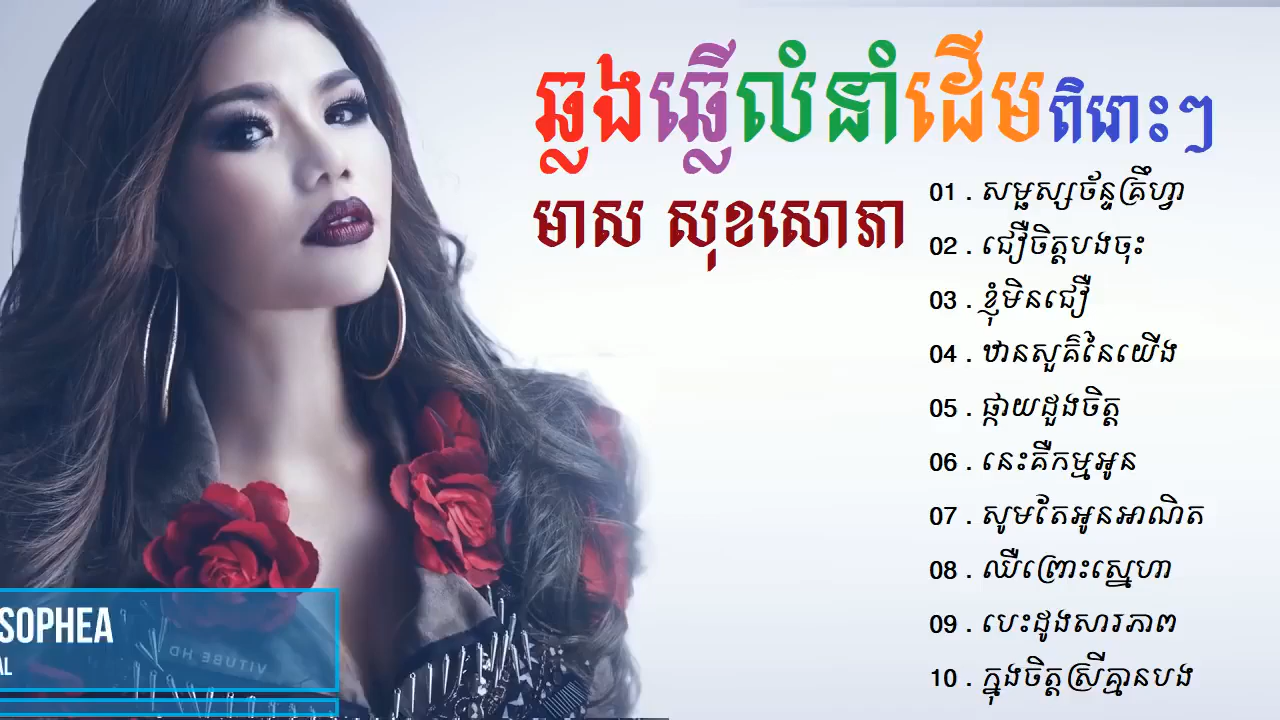 ឆ្លងឆ្លើលំនាំដើមពីរោះៗ
មាស សុខសោភា
01 . សម្ផស្សច័ន្ទគ្រឹហ្វា
02 . ជឿចិត្តបងចុះ
03 . ខ្ញុំមិនជឿ
04 . ឋានសួគ៌នៃយើង
05 . ផ្កាយដួងចិត្ត
06 . នេះគឺកម្មអូន
07 . សូមតែអូនអាណិត
08 . ឈឺព្រោះស្នេហា
09 . បេះដូងសារភាព
10 . ក្នុងចិត្តស្រីគ្មានបង
SOPHEA
AL
VITUBE HD